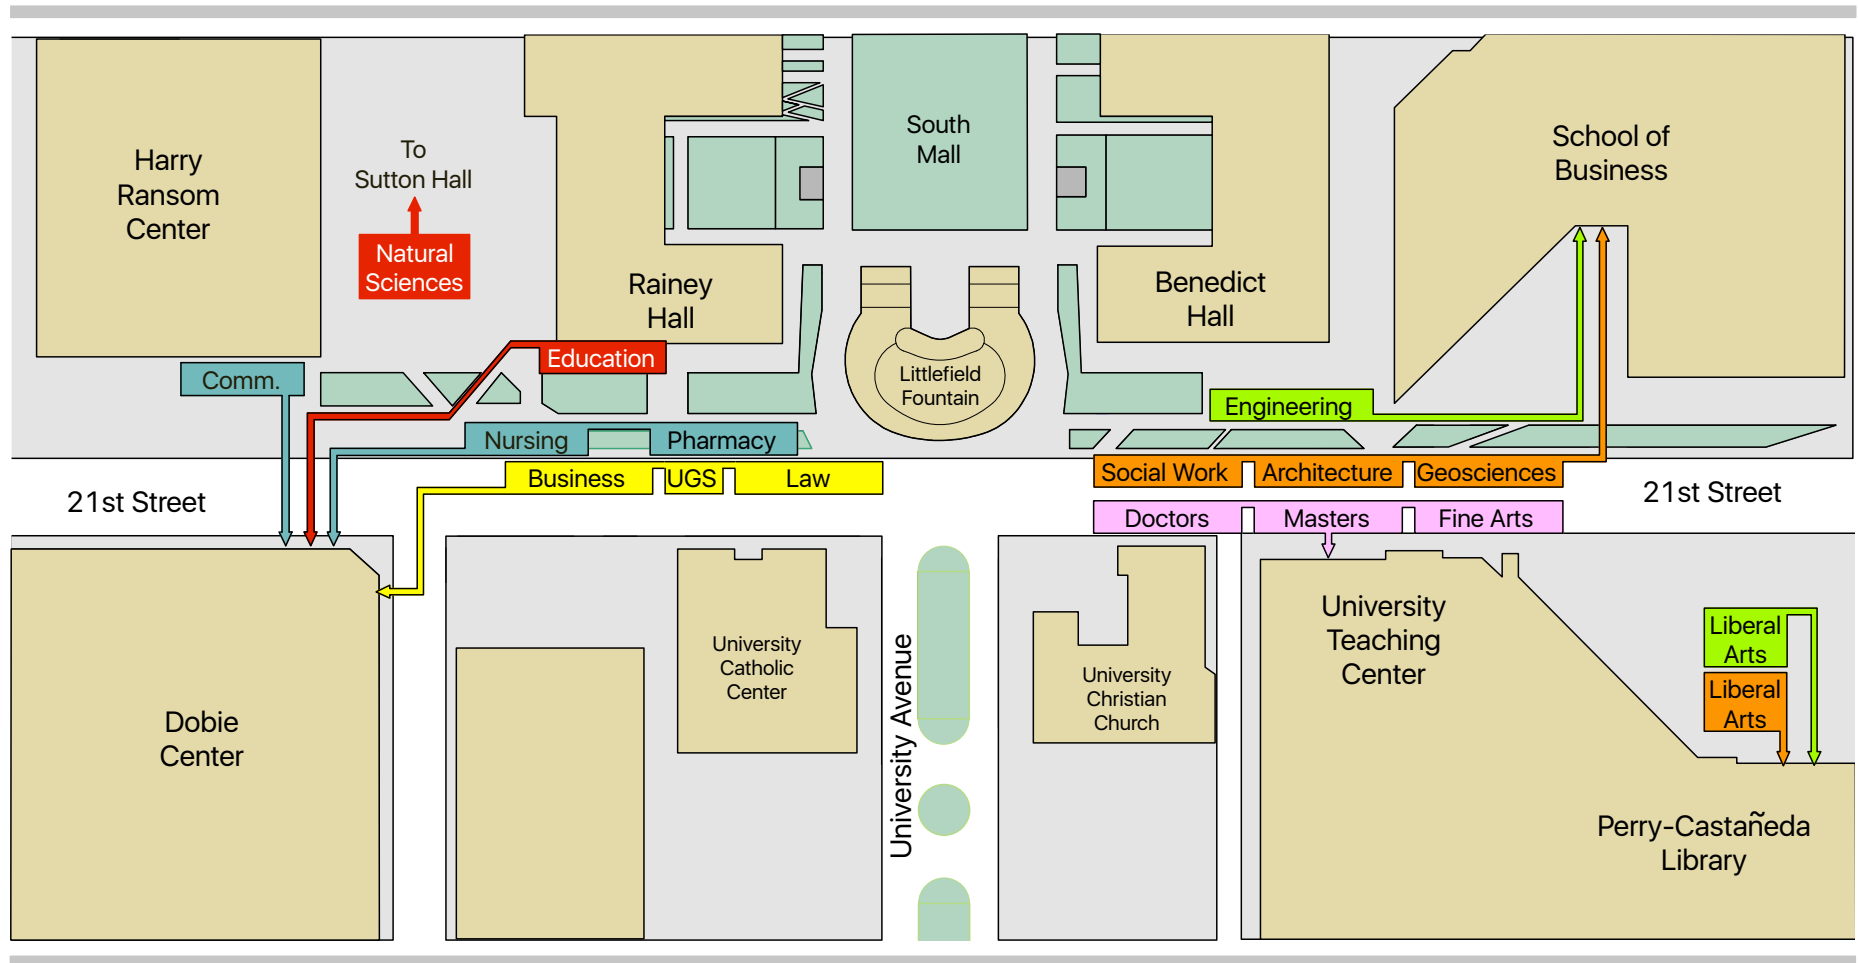 Harry
Ransom
Center
To
Sutton Hall
Natural
Sciences
Rainey
Hall
South
Mall
Littlefield
Fountain
Benedict
Hall
School of
Business
Comm.
Education
Nursing
Pharmacy
Engineering
Business
UGS
Law
Social Work
Architecture
Geosciences
21st Street
21st Street
Doctors
Masters
Fine Arts
Dobie
Center
University
Catholic
Center
University Avenue
University
Christian
Church
University
Teaching
Center
Liberal
Arts
Liberal
Arts
Perry-Castañeda
Library